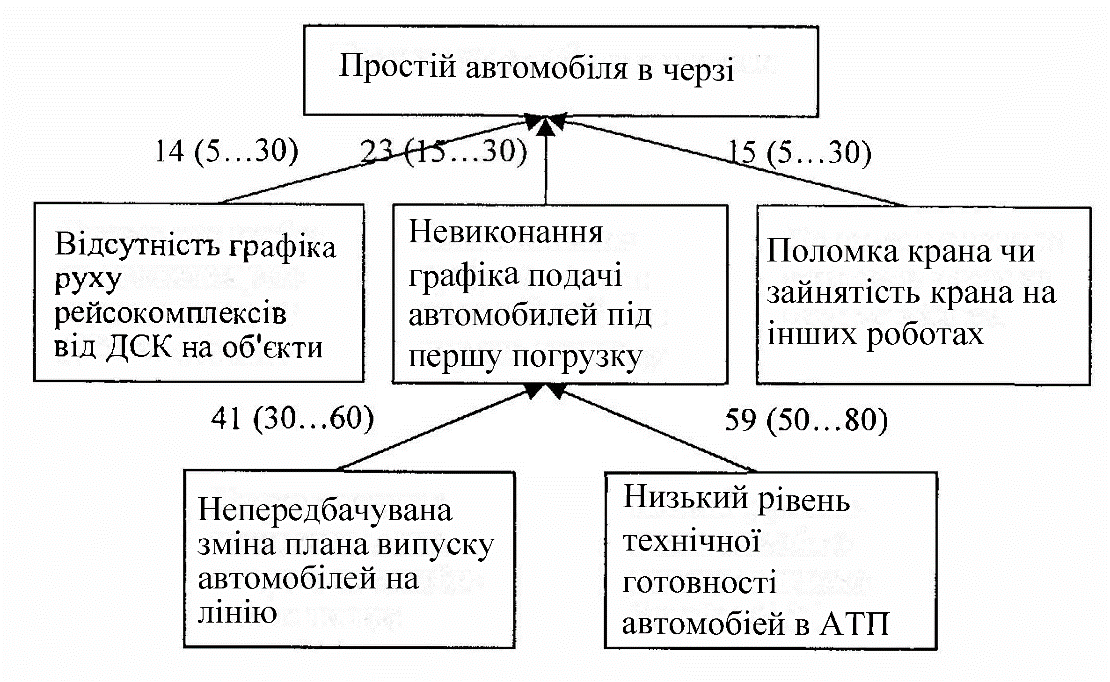 Простій автомобіля в черзі
14 (5...30)
23 (15...30)
15 (5...30)
Відсутність графіка
руху
рейсокомплексів
від ДСК на об'єкти
Невиконання
графіка подачі
автомобилей під
першу погрузку
Поломка крана чи
зайнятість крана на
інших роботах
41 (30...60)
59 (50...80)
Непередбачувана
зміна плана випуску
автомобілей на
лінію
Низький рівень
технічної
готовності
автомобіей в АТП